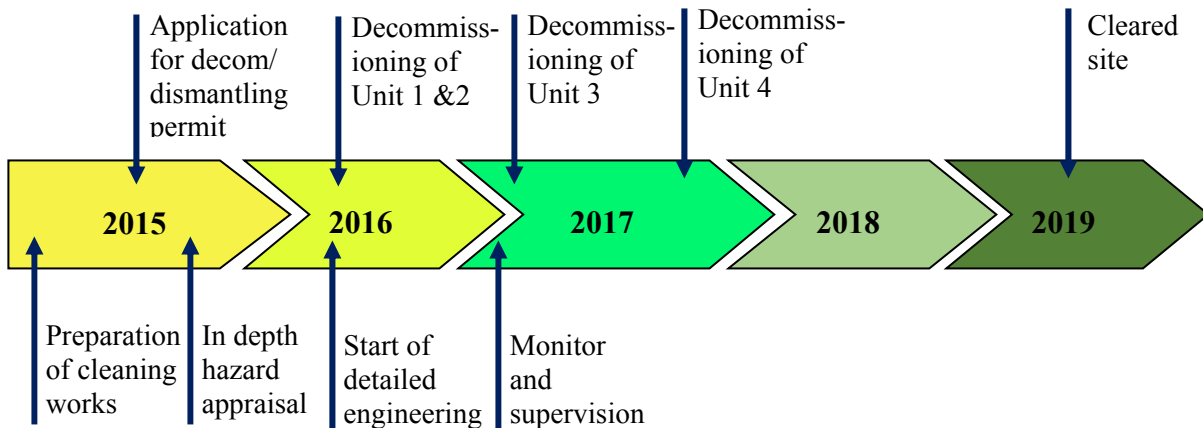 Application
for decom/
dismantling
permit
Decommiss-
ioning of
Unit 1 &2
Decommiss-
ioning of
Unit 3
Decommiss-
ioning of
Unit 4
Cleared
site
2015
2016
2017
2018
2019
Preparation
of cleaning
works
In depth
hazard
appraisal
Start of
detailed
engineering
Monitor
and
supervision